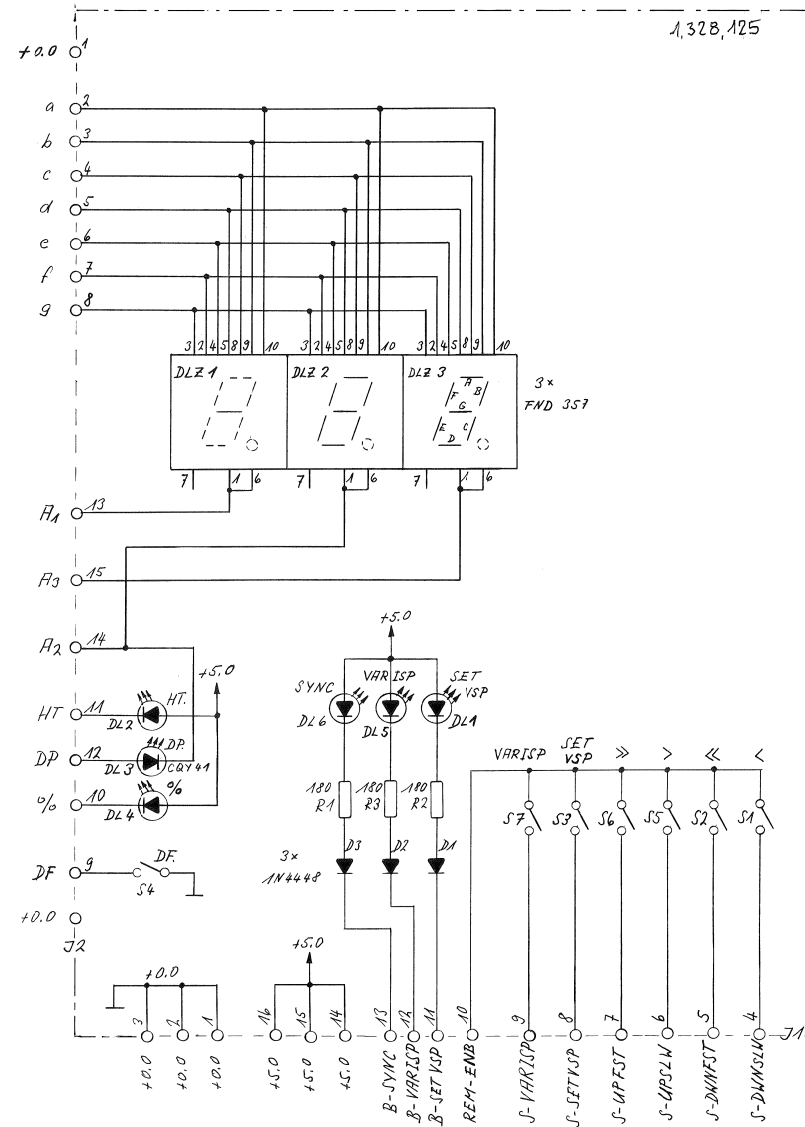 1.328.125
+0.0 1
a 2
b 3
c 4
d 5
e 6
f 7
g 8
3 2 4 5 8 9 10 3 2 4 5 8 9 10 3 2 4 5 8 9 10
DLZ 1 DLZ 2 DLZ 3
A
F B
G
E C
D
3×
FND 357
7 1 6 7 1 6 7 1 6
A1 13
A3 15
A2 14
+5.0
HT 11 DL2 HT.
DP 12 DL3 DP. CQY41
% 10 DL4 %
DF 9 DF.
S4
+0.0
J2
+5.0
SYNC VARISP SET VSP
DL6 DL5 DL1
180 R1 180 R3 180 R2
D3 D2 D1
3×
1N4448
VARISP SET VSP >> > << <
S7 S3 S6 S5 S2 S1
+0.0 +5.0
3 2 1 16 15 14 13 12 11 10 9 8 7 6 5 4 J1
+0.0
+0.0
+0.0
+5.0
+5.0
+5.0
B-SYNC
B-VARISP
B-SETVSP
REM-ENB
S-VARISP
S-SETVSP
S-UPFST
S-UPSLW
S-DWNFST
S-DWNSLW